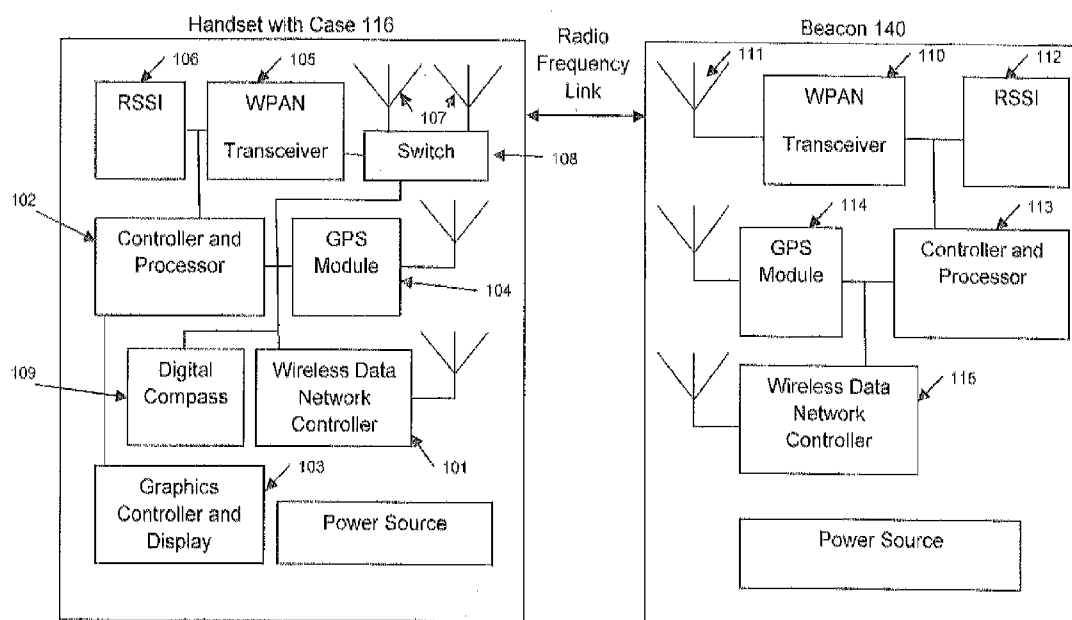 Handset with Case 116
Radio
Frequency
Link
Beacon 140
106
105
RSSI
WPAN
Transceiver
107
Switch
108
102
Controller and
Processor
GPS
Module
104
109
Digital
Compass
Wireless Data
Network
Controller
101
103
Graphics
Controller and
Display
Power Source
111
110
112
WPAN
Transceiver
RSSI
114
113
GPS
Module
Controller and
Processor
Wireless Data
Network
Controller
115
Power Source